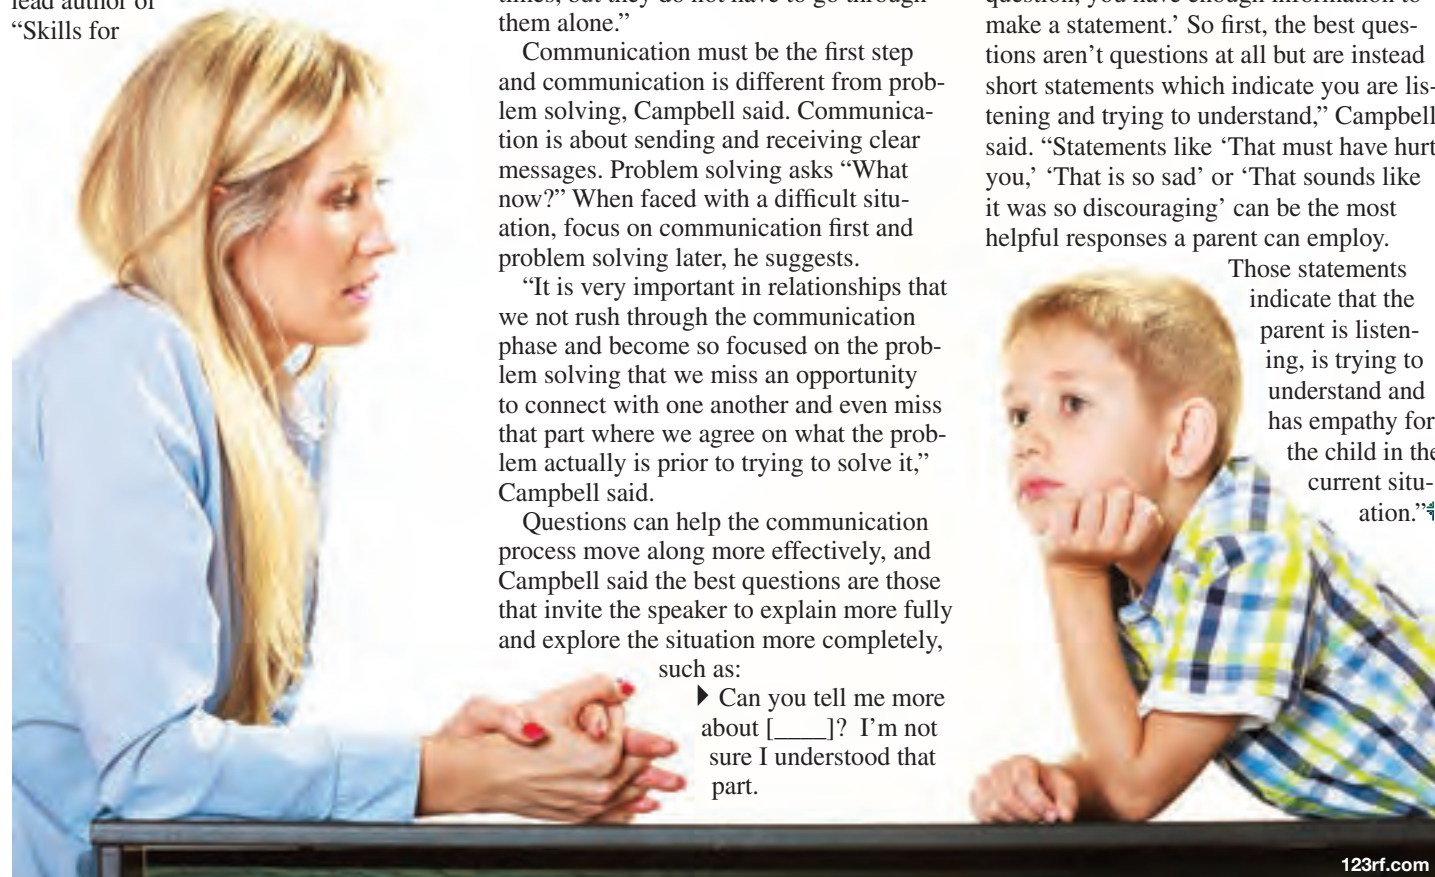 lead author of
“Skills for
times, but they do not have to go through
them alone.”
Communication must be the first step
and communication is different from prob-
lem solving, Campbell said. Communica-
tion is about sending and receiving clear
messages. Problem solving asks “What
now?” When faced with a difficult situ-
ation, focus on communication first and
problem solving later, he suggests.
“It is very important in relationships that
we not rush through the communication
phase and become so focused on the prob-
lem solving that we miss an opportunity
to connect with one another and even miss
that part where we agree on what the prob-
lem actually is prior to trying to solve it,”
Campbell said.
Questions can help the communication
process move along more effectively, and
Campbell said the best questions are those
that invite the speaker to explain more fully
and explore the situation more completely,
such as:
Can you tell me more
about [____]? I’m not
sure I understood that
part.
question, you have enough information to
make a statement.’ So first, the best ques-
tions aren’t questions at all but are instead
short statements which indicate you are lis-
tening and trying to understand,” Campbell
said. “Statements like ‘That must have hurt
you,’ ‘That is so sad’ or ‘That sounds like
it was so discouraging’ can be the most
helpful responses a parent can employ.
Those statements
indicate that the
parent is listen-
ing, is trying to
understand and
has empathy for
the child in the
current situ-
ation.”
123rf.com